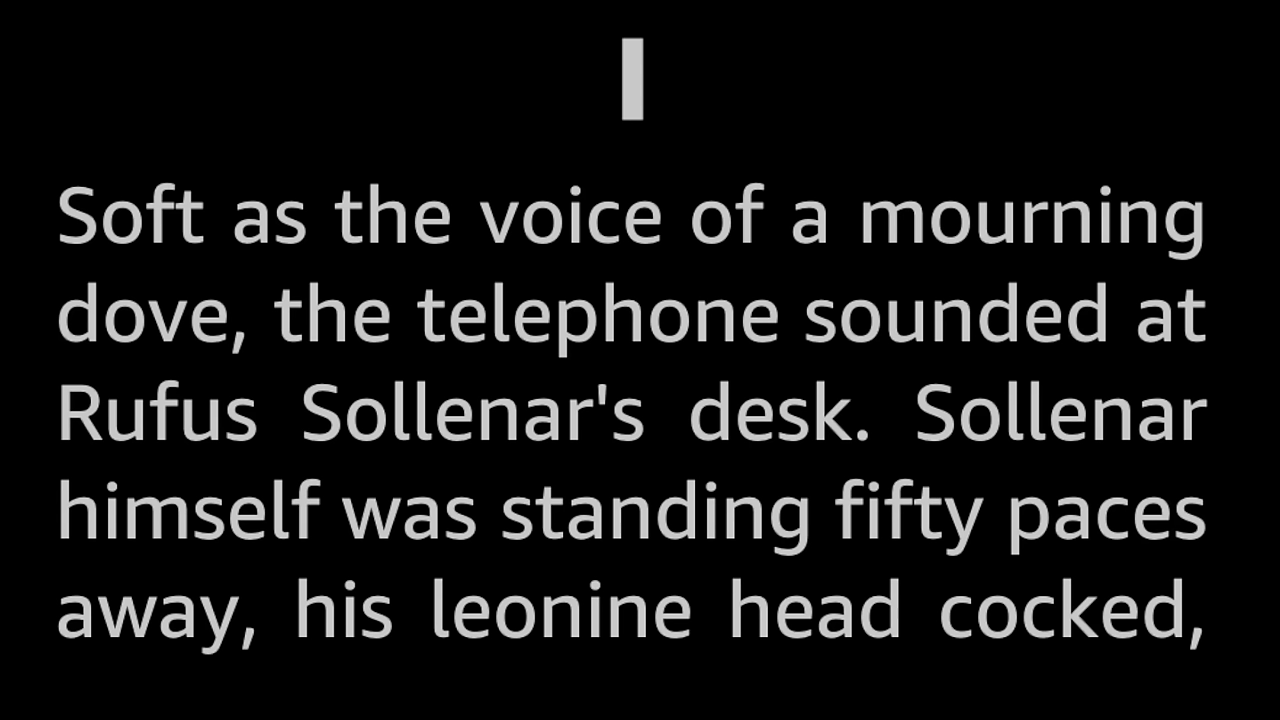 I
Soft as the voice of a mourning
dove, the telephone sounded at
Rufus Sollenar's desk. Sollenar
himself was standing fifty paces
away, his leonine head cocked,